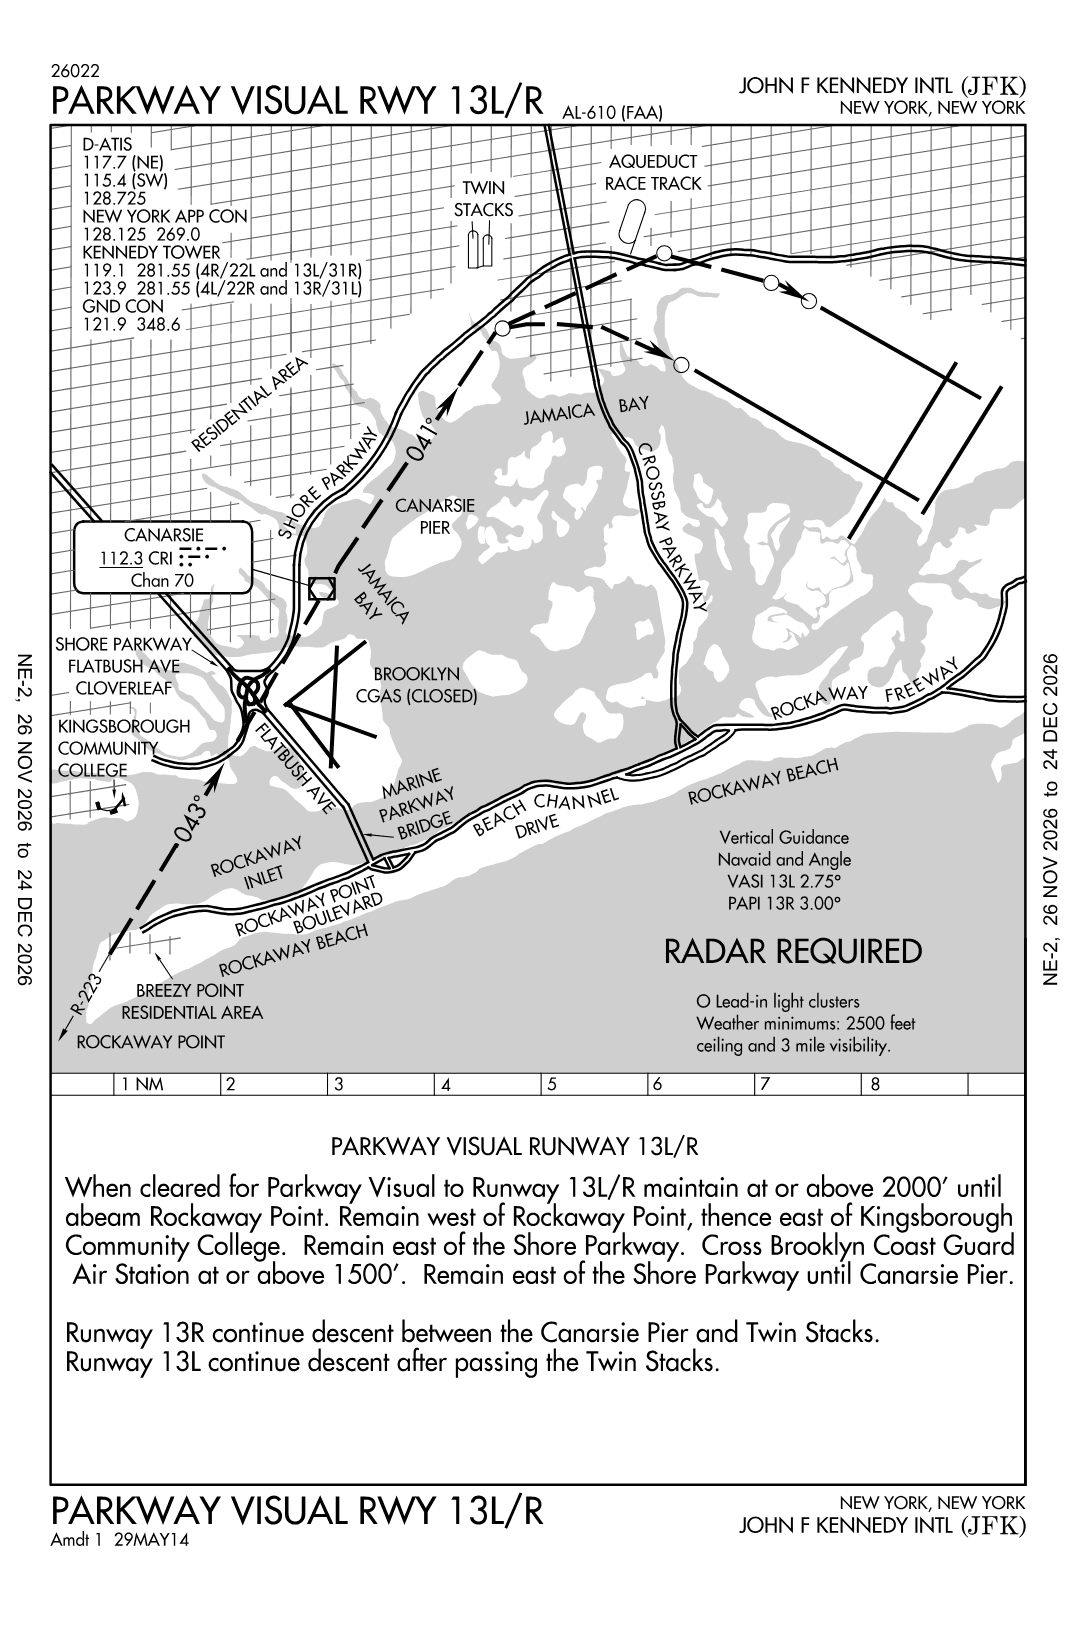 26022
PARKWAY VISUAL RWY 13L/R
AL-610 (FAA)
JOHN F KENNEDY INTL (JFK)
NEW YORK, NEW YORK
D-ATIS
117.7 (NE)
115.4 (SW)
128.725
NEW YORK APP CON
128.125 269.0
KENNEDY TOWER
119.1 281.55 (4R/22L and 13L/31R)
123.9 281.55 (4L/22R and 13R/31L)
GND CON
121.9 348.6
TWIN
STACKS
AQUEDUCT
RACE TRACK
RESIDENTIAL AREA
SHORE PARKWAY
041°
JAMAICA BAY
CROSSBAY PARKWAY
CANARSIE
PIER
CANARSIE
112.3 CRI
Chan 70
JAMAICA
BAY
SHORE PARKWAY
FLATBUSH AVE
CLOVERLEAF
BROOKLYN
CGAS (CLOSED)
KINGSBOROUGH
COMMUNITY
COLLEGE
FLATBUSH AVE
043°
MARINE
PARKWAY
BRIDGE
ROCKAWAY FREEWAY
ROCKAWAY BEACH
BEACH CHANNEL
DRIVE
ROCKAWAY
INLET
ROCKAWAY POINT
BOULEVARD
ROCKAWAY BEACH
R-223
BREEZY POINT
RESIDENTIAL AREA
ROCKAWAY POINT
Vertical Guidance
Navaid and Angle
VASI 13L 2.75°
PAPI 13R 3.00°
RADAR REQUIRED
O Lead-in light clusters
Weather minimums: 2500 feet
ceiling and 3 mile visibility.
1 NM 2 3 4 5 6 7 8
PARKWAY VISUAL RUNWAY 13L/R
When cleared for Parkway Visual to Runway 13L/R maintain at or above 2000′ until
abeam Rockaway Point. Remain west of Rockaway Point, thence east of Kingsborough
Community College. Remain east of the Shore Parkway. Cross Brooklyn Coast Guard
Air Station at or above 1500′. Remain east of the Shore Parkway until Canarsie Pier.
Runway 13R continue descent between the Canarsie Pier and Twin Stacks.
Runway 13L continue descent after passing the Twin Stacks.
PARKWAY VISUAL RWY 13L/R
Amdt 1 29MAY14
NEW YORK, NEW YORK
JOHN F KENNEDY INTL (JFK)
NE-2, 26 NOV 2026 to 24 DEC 2026
NE-2, 26 NOV 2026 to 24 DEC 2026